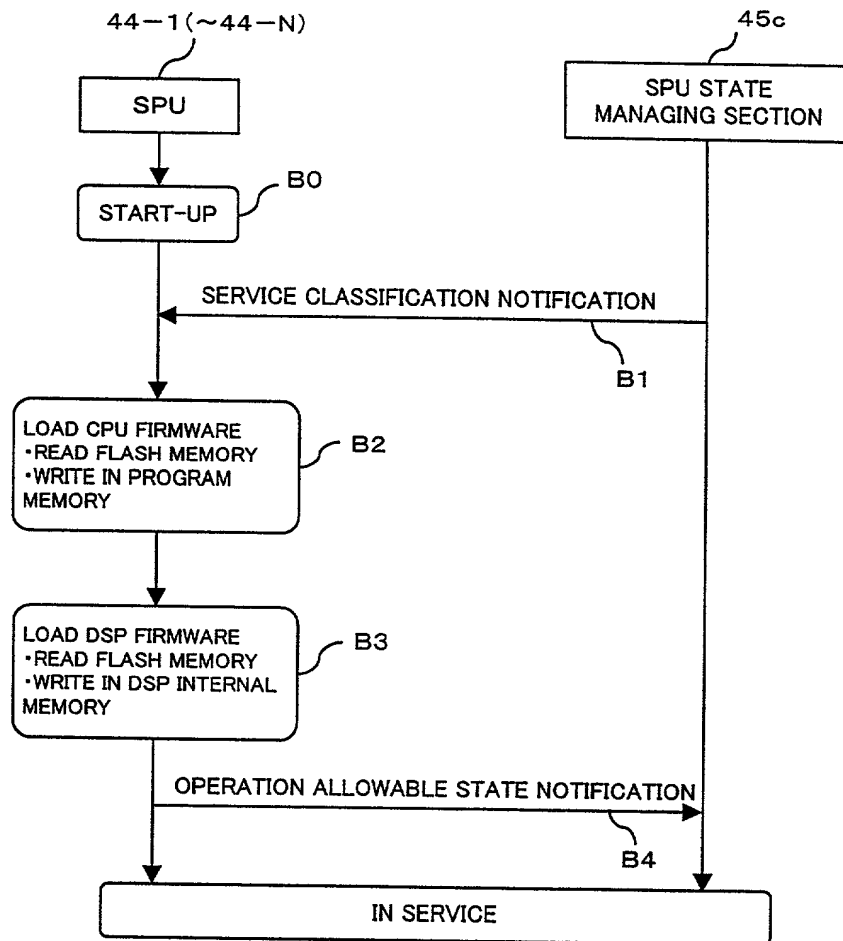 44-1(~44-N)
45c
SPU
SPU STATE
MANAGING SECTION
B0
START-UP
SERVICE CLASSIFICATION NOTIFICATION
B1
LOAD CPU FIRMWARE
・READ FLASH MEMORY
・WRITE IN PROGRAM
MEMORY
B2
LOAD DSP FIRMWARE
・READ FLASH MEMORY
・WRITE IN DSP INTERNAL
MEMORY
B3
OPERATION ALLOWABLE STATE NOTIFICATION
B4
IN SERVICE